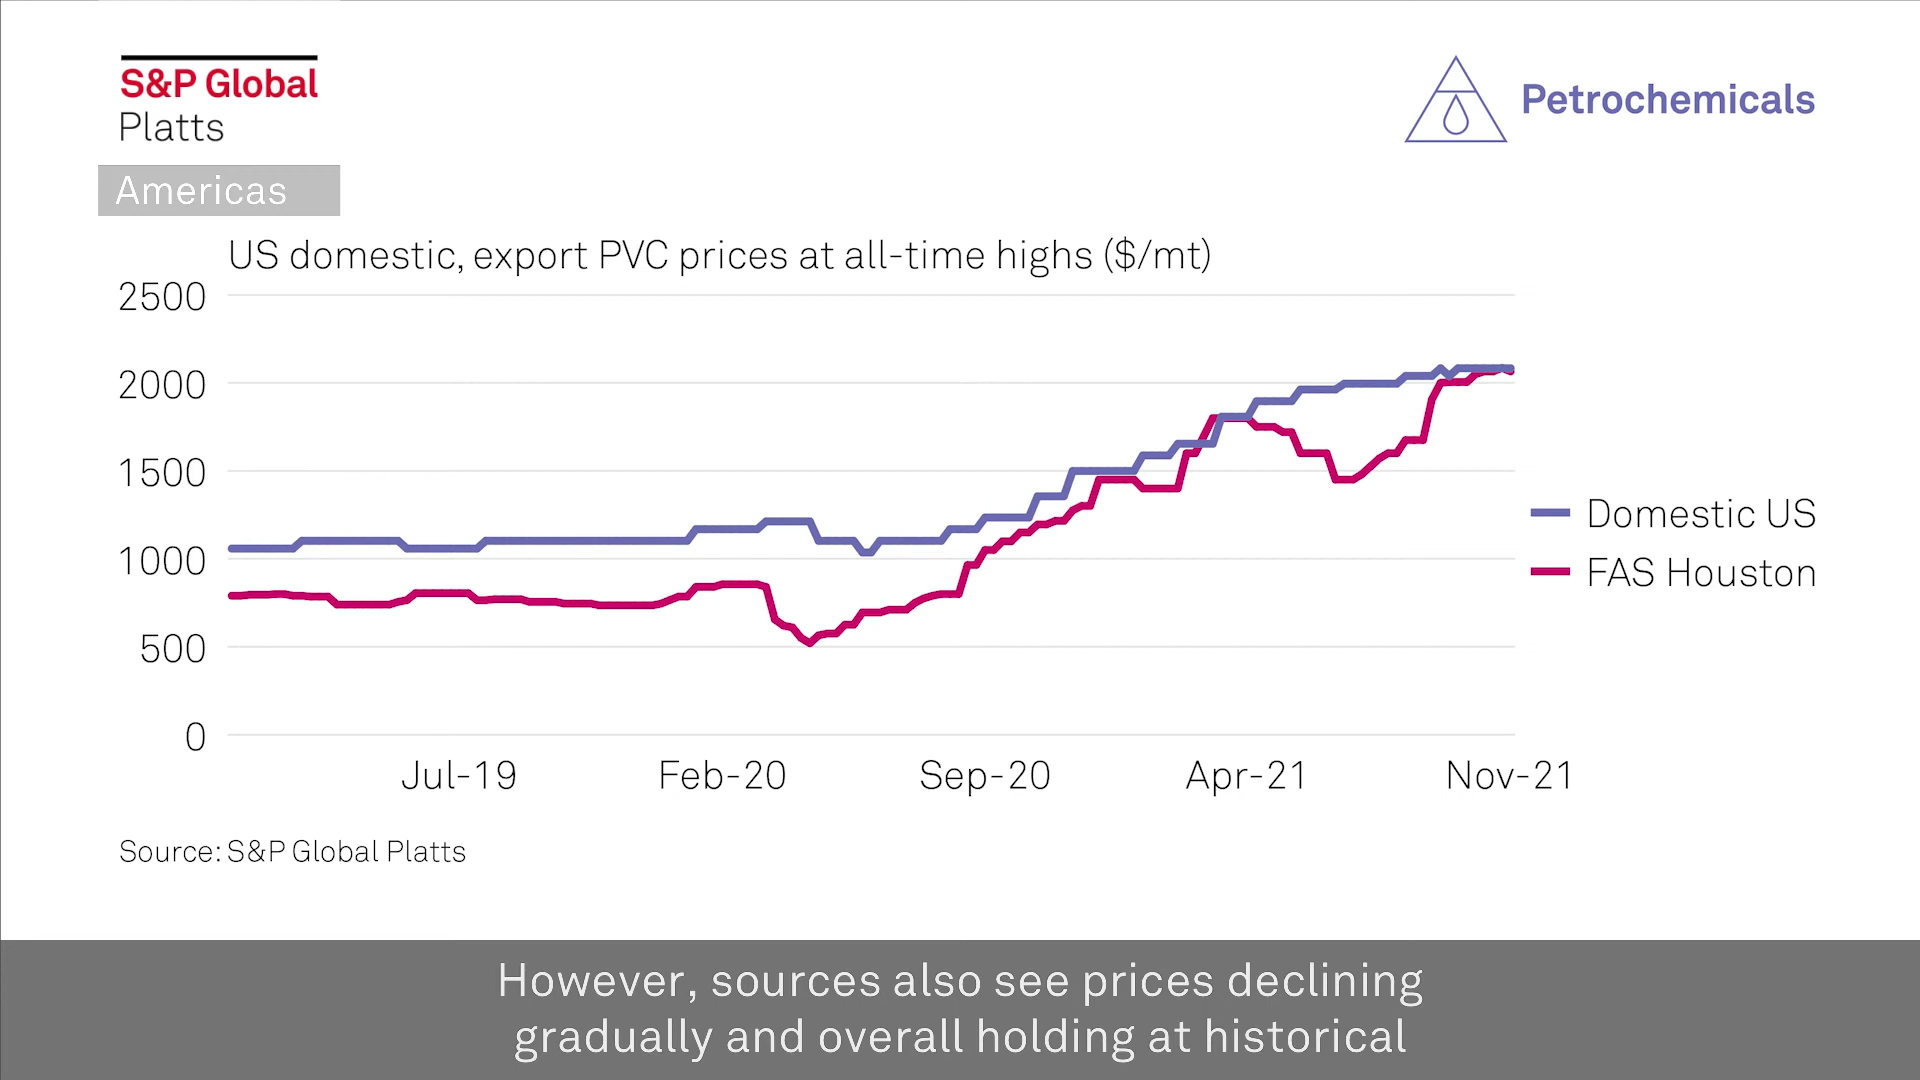 S&P Global
Platts
Petrochemicals
Americas
US domestic, export PVC prices at all-time highs ($/mt)
2500
2000
1500
1000
500
0
Domestic US
FAS Houston
Jul-19 Feb-20 Sep-20 Apr-21 Nov-21
Source: S&P Global Platts
However, sources also see prices declining
gradually and overall holding at historical